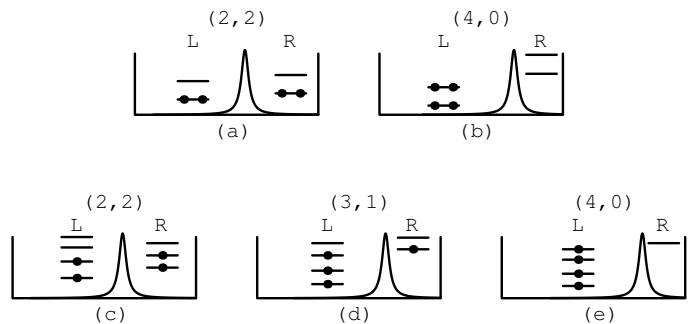 (2,2) (4,0)
L R L R
(a) (b)
(2,2) (3,1) (4,0)
L R L R L R
(c) (d) (e)